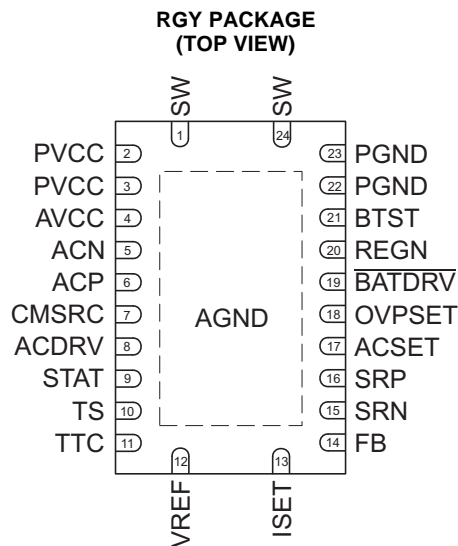 RGY PACKAGE
(TOP VIEW)
SW
SW
1
24
PVCC 2
23 PGND
PVCC 3
22 PGND
AVCC 4
21 BTST
ACN 5
20 REGN
ACP 6
19 BATDRV
CMSRC 7
18 OVPSET
AGND
ACDRV 8
17 ACSET
STAT 9
16 SRP
TS 10
15 SRN
TTC 11
14 FB
12
13
VREF
ISET